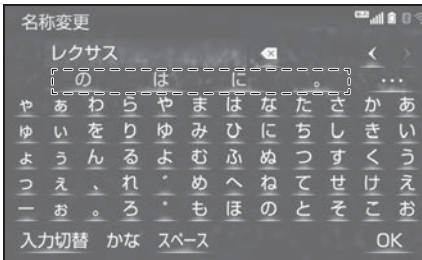 名称変更
レクサス
の は に 。 …
ゃ ぁ わ ら や ま は な た さ か あ
ゅ ぃ を り ゆ み ひ に ち し き い
ょ ぅ ん る よ む ふ ぬ つ す く う
っ ぇ 、 れ ゛ め へ ね て せ け え
ー ぉ 。 ろ ゜ も ほ の と そ こ お
入力切替 かな スペース OK